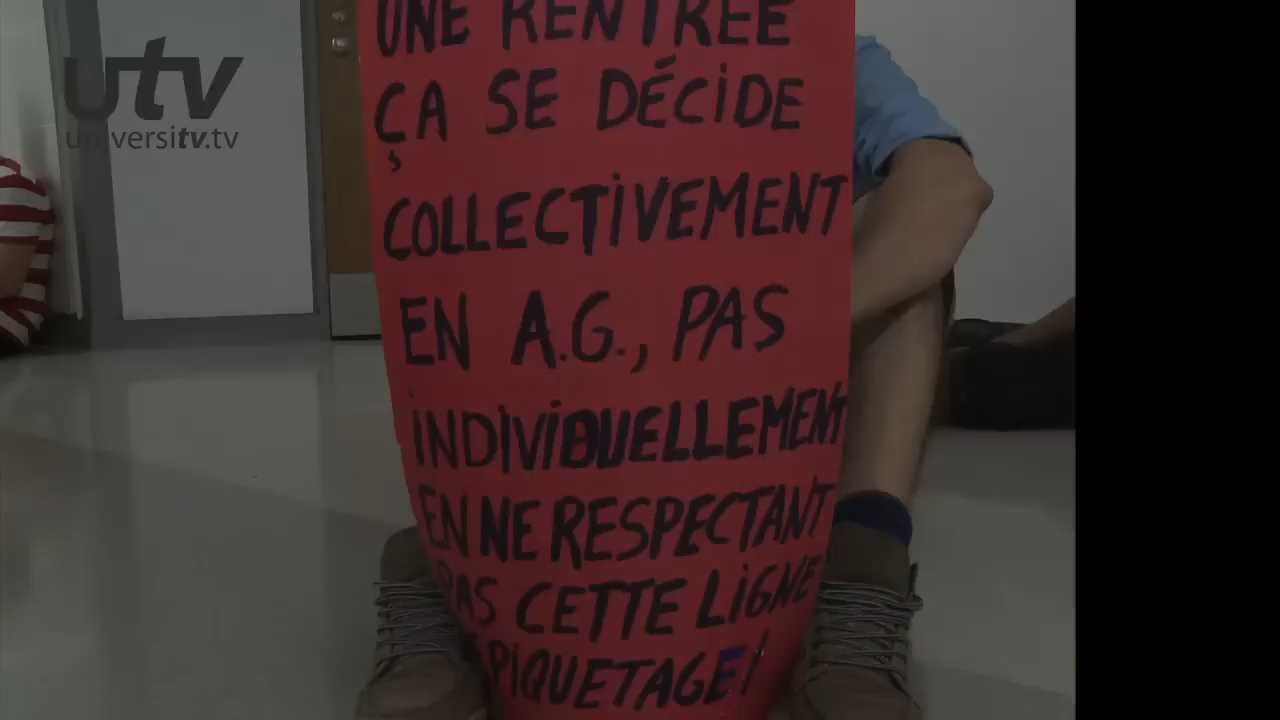 utv
universitv.tv
UNE RENTRÉE
ÇA SE DÉCIDE
COLLECTIVEMENT
EN A.G., PAS
INDIVIDUELLEMENT
EN NE RESPECTANT
PAS CETTE LIGNE
PIQUETAGE!